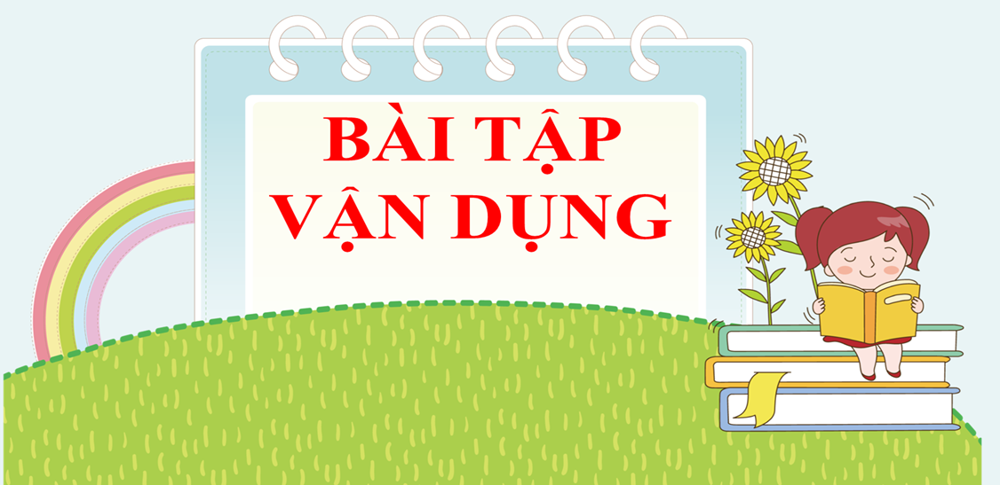 BÀI TẬP
VẬN DỤNG